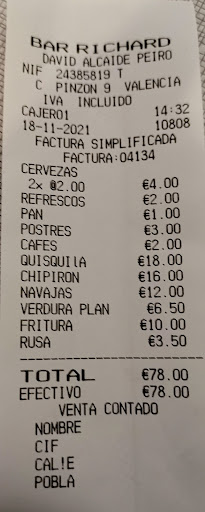 BAR RICHARD
DAVID ALCAIDE PEIRO
NIF 24385819 T
C PINZON 9 VALENCIA
IVA INCLUIDO
CAJERO1 14:32
18-11-2021 10808
FACTURA SIMPLIFICADA
FACTURA:04134
CERVEZAS
2x @2.00 €4.00
REFRESCOS €2.00
PAN €1.00
POSTRES €3.00
CAFES €2.00
QUISQUILLA €18.00
CHIPIRON €16.00
NAVAJAS €12.00
VERDURA PLAN €6.50
FRITURA €10.00
RUSA €3.50
TOTAL €78.00
EFECTIVO €78.00
VENTA CONTADO
NOMBRE
CIF
CAL!E
POBLA